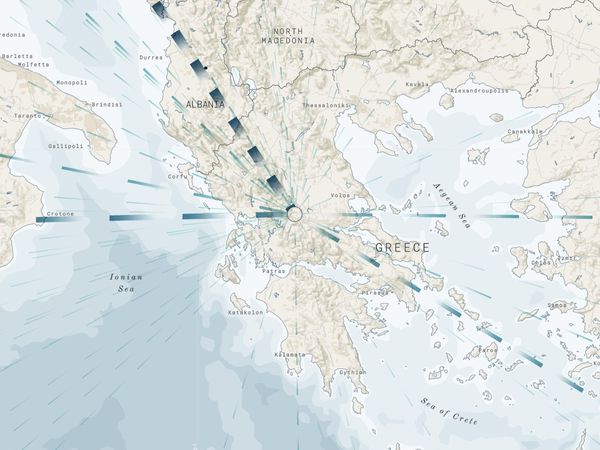 NORTH
MACEDONIA
redonia
Barletta
Molfetta
Durres
Monopoli
Kavala
Alexandroupolis
Brindisi
ALBANIA
Thessaloniki
Taranto
Canakkale
Gallipoli
Corfu
Volos
Aegean Sea
Crotone
GREECE
Izmir
Chios
Patras
Ionian
Sea
Piraeus
Samos
Katakolon
Paros
Kalamata
Gythion
Sea of Crete